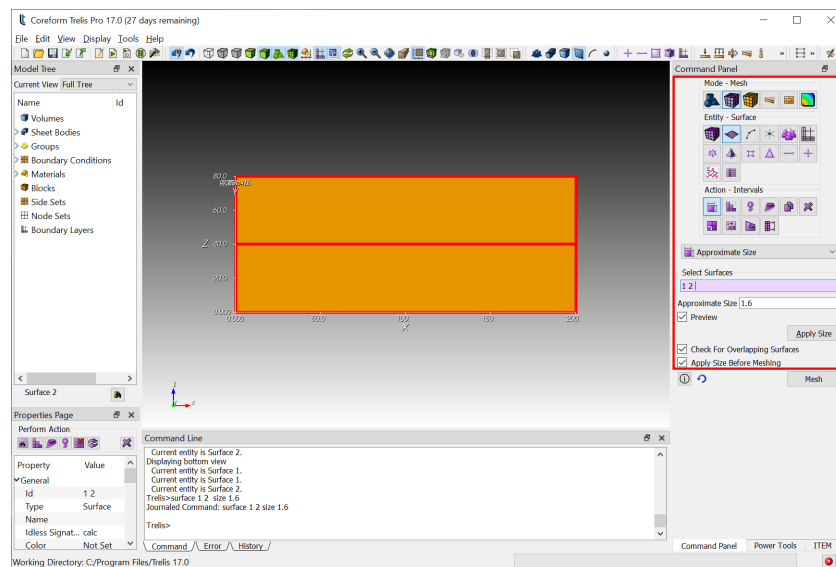 Coreform Trelis Pro 17.0 (27 days remaining)
File Edit View Display Tools Help
Model Tree
Current View Full Tree
Name Id
Volumes
Sheet Bodies
Groups
Boundary Conditions
Materials
Blocks
Side Sets
Node Sets
Boundary Layers
Surface 2
Properties Page
Perform Action
Property Value
General
Id 1 2
Type Surface
Name
Idless Signat... calc
Color Not Set
80.0
60.0
Z 40.0
20.0
0.000
0.000 50.0 100. 150. 200.
X
Y
z
x
Command Line
Current entity is Surface 2.
Displaying bottom view
Current entity is Surface 1.
Current entity is Surface 1.
Current entity is Surface 2.
Trelis>surface 1 2 size 1.6
Journaled Command: surface 1 2 size 1.6
Trelis>
Command Error History
Command Panel
Mode - Mesh
Entity - Surface
Action - Intervals
Approximate Size
Select Surfaces
1 2
Approximate Size 1.6
Preview
Apply Size
Check For Overlapping Surfaces
Apply Size Before Meshing
Mesh
Command Panel Power Tools ITEM
Working Directory: C:/Program Files/Trelis 17.0